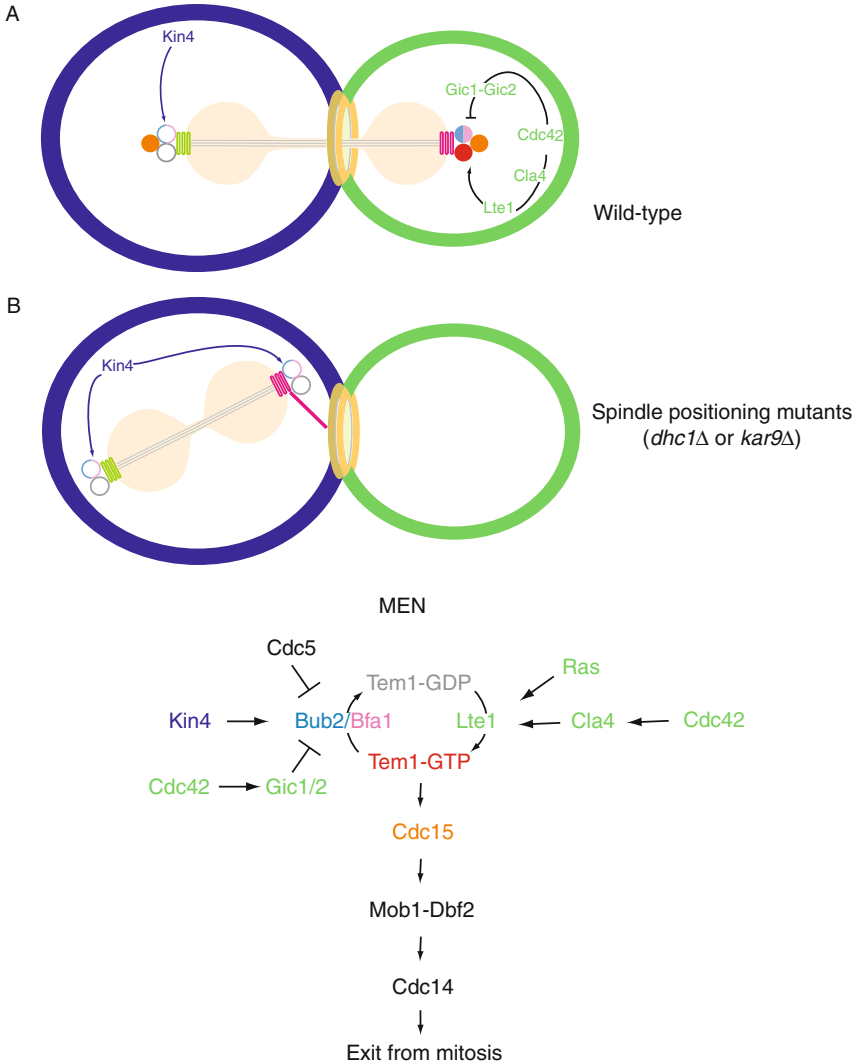 A
Kin4
Gic1-Gic2
Cdc42
Cla4
Lte1
Wild-type
B
Kin4
Spindle positioning mutants
(dhc1Δ or kar9Δ)
MEN
Cdc5
Tem1-GDP
Ras
Kin4
Bub2/Bfa1
Lte1
Cla4
Cdc42
Tem1-GTP
Cdc42
Gic1/2
Cdc15
Mob1-Dbf2
Cdc14
Exit from mitosis